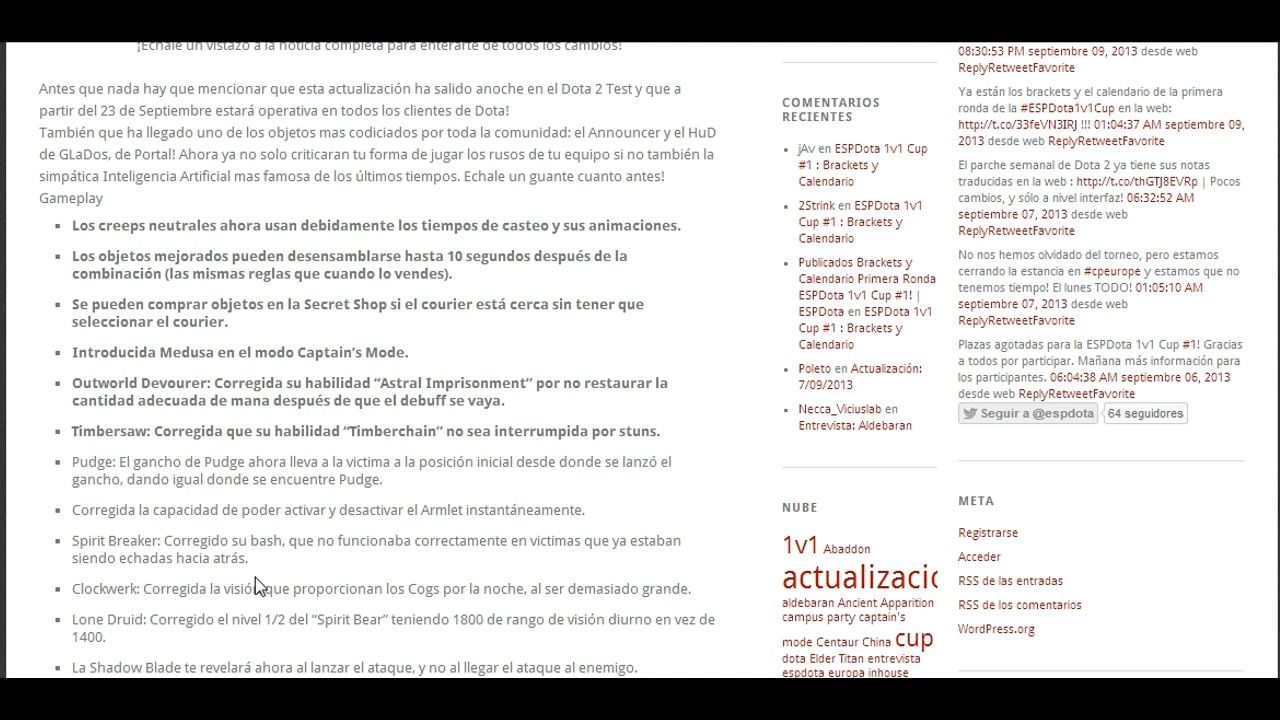 ¡Echale un vistazo a la noticia completa para enterarte de todos los cambios!
Antes que nada hay que mencionar que esta actualización ha salido anoche en el Dota 2 Test y que a
partir del 23 de Septiembre estará operativa en todos los clientes de Dota!
También que ha llegado uno de los objetos mas codiciados por toda la comunidad: el Announcer y el HuD
de GLaDos, de Portal! Ahora ya no solo criticaran tu forma de jugar los rusos de tu equipo si no también la
simpática Inteligencia Artificial mas famosa de los últimos tiempos. Echale un guante cuanto antes!
Gameplay
Los creeps neutrales ahora usan debidamente los tiempos de casteo y sus animaciones.
Los objetos mejorados pueden desensamblarse hasta 10 segundos después de la
combinación (las mismas reglas que cuando lo vendes).
Se pueden comprar objetos en la Secret Shop si el courier está cerca sin tener que
seleccionar el courier.
Introducida Medusa en el modo Captain's Mode.
Outworld Devourer: Corregida su habilidad “Astral Imprisonment” por no restaurar la
cantidad adecuada de mana después de que el debuff se vaya.
Timbersaw: Corregida que su habilidad “Timberchain” no sea interrumpida por stuns.
Pudge: El gancho de Pudge ahora lleva a la victima a la posición inicial desde donde se lanzó el
gancho, dando igual donde se encuentre Pudge.
Corregida la capacidad de poder activar y desactivar el Armlet instantáneamente.
Spirit Breaker: Corregido su bash, que no funcionaba correctamente en victimas que ya estaban
siendo echadas hacia atrás.
Clockwerk: Corregida la visión que proporcionan los Cogs por la noche, al ser demasiado grande.
Lone Druid: Corregido el nivel 1/2 del “Spirit Bear” teniendo 1800 de rango de visión diurno en vez de
1400.
La Shadow Blade te revelará ahora al lanzar el ataque, y no al llegar el ataque al enemigo.
COMENTARIOS
RECIENTES
jAv en ESPDota 1v1 Cup
#1 : Brackets y
Calendario
2Strink en ESPDota 1v1
Cup #1 : Brackets y
Calendario
Publicados Brackets y
Calendario Primera Ronda
ESPDota 1v1 Cup #1! |
ESPDota en ESPDota 1v1
Cup #1 : Brackets y
Calendario
Poleto en Actualización:
7/09/2013
Necca_Viciuslab en
Entrevista: Aldebaran
NUBE
1v1 Abaddon
actualizacio
aldebaran Ancient Apparition
campus party captain's
mode Centaur China cup
dota Elder Titan entrevista
espdota europa inhouse
08:30:53 PM septiembre 09, 2013 desde web
ReplyRetweetFavorite
Ya están los brackets y el calendario de la primera
ronda de la #ESPDota1v1Cup en la web:
http://t.co/33feVN3IRJ !!! 01:04:37 AM septiembre 09,
2013 desde web ReplyRetweetFavorite
El parche semanal de Dota 2 ya tiene sus notas
traducidas en la web : http://t.co/thGTJ8EVRp | Pocos
cambios, y sólo a nivel interfaz! 06:32:52 AM
septiembre 07, 2013 desde web
ReplyRetweetFavorite
No nos hemos olvidado del torneo, pero estamos
cerrando la estancia en #cpeurope y estamos que no
tenemos tiempo! El lunes TODO! 01:05:10 AM
septiembre 07, 2013 desde web
ReplyRetweetFavorite
Plazas agotadas para la ESPDota 1v1 Cup #1! Gracias
a todos por participar. Mañana más información para
los participantes. 06:04:38 AM septiembre 06, 2013
desde web ReplyRetweetFavorite
Seguir a @espdota 64 seguidores
META
Registrarse
Acceder
RSS de las entradas
RSS de los comentarios
WordPress.org